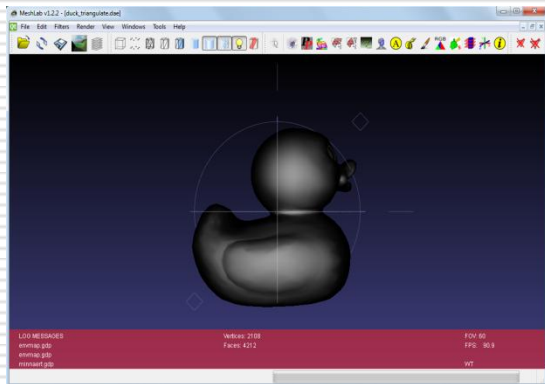 MeshLab v1.2.2 - [duck_triangulate.dae]
File Edit Filters Render View Windows Tools Help
RGB
LOG MESSAGES
envmap.gdp
envmap.gdp
minnaert.gdp
Vertices: 2108
Faces: 4212
FOV: 60
FPS: 90.9
WT